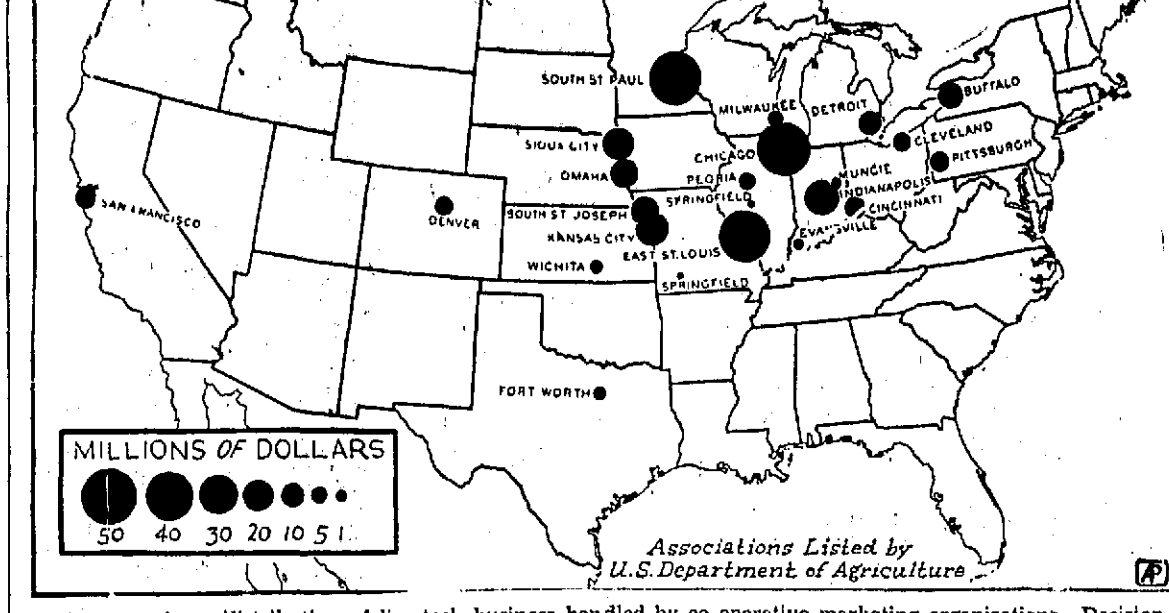 SOUTH ST PAUL
MILWAUKEE
DETROIT
BUFFALO
SIOUX CITY
CHICAGO
CLEVELAND
PITTSBURGH
OMAHA
PEORIA
MUNCIE
SPRINGFIELD
INDIANAPOLIS
CINCINNATI
SAN FRANCISCO
DENVER
SOUTH ST JOSEPH
KANSAS CITY
EVANSVILLE
EAST ST. LOUIS
WICHITA
SPRINGFIELD
FORT WORTH
MILLIONS OF DOLLARS
50 40 30 20 10 5 1
Associations Listed by
U.S. Department of Agriculture
AP
business handled by co-operative marketing organizations. Decision